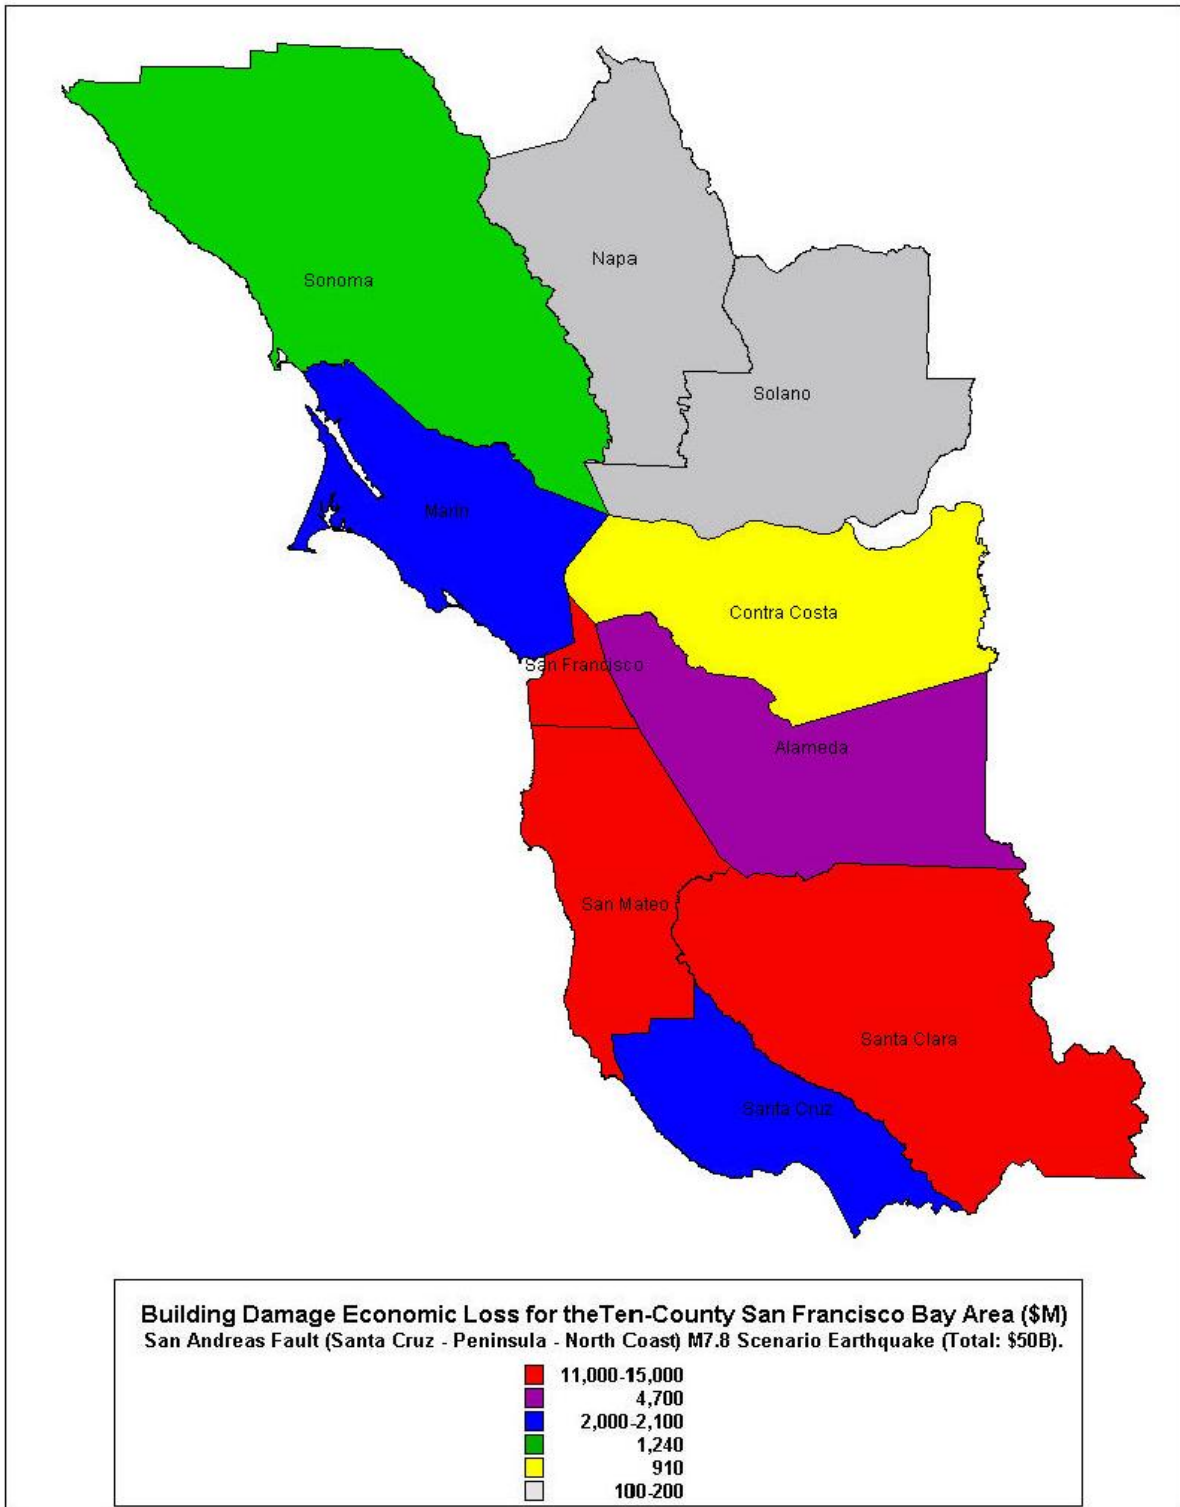 Napa
Sonoma
Solano
Marin
Contra Costa
San Francisco
Alameda
San Mateo
Santa Clara
Santa Cruz
Building Damage Economic Loss for theTen-County San Francisco Bay Area ($M)
San Andreas Fault (Santa Cruz - Peninsula - North Coast) M7.8 Scenario Earthquake (Total: $50B).
11,000-15,000
4,700
2,000-2,100
1,240
910
100-200